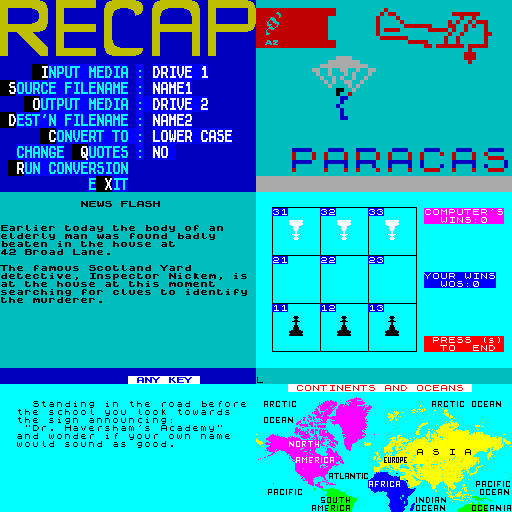 RECAP
INPUT MEDIA : DRIVE 1
SOURCE FILENAME : NAME1
OUTPUT MEDIA : DRIVE 2
DEST'N FILENAME : NAME2
CONVERT TO : LOWER CASE
CHANGE QUOTES : NO
RUN CONVERSION
EXIT
AZ
PARACAS
NEWS FLASH
Earlier today the body of an
elderly man was found badly
beaten in the house at
42 Broad Lane.
The famous Scotland Yard
detective, Inspector Nickem, is
at the house at this moment
searching for clues to identify
the murderer.
ANY KEY
31 32 33
21 22 23
11 12 13
COMPUTER'S
WINS:0
YOUR WINS
WOS:0
PRESS ($)
TO END
L
Standing in the road before
the school you look towards
the sign announcing:
"Dr. Haversham's Academy"
and wonder if your own name
would sound as good.
CONTINENTS AND OCEANS
ARCTIC
OCEAN
ARCTIC OCEAN
NORTH
AMERICA
ASIA
EUROPE
ATLANTIC
AFRICA
PACIFIC
SOUTH
AMERICA
INDIAN
OCEAN
PACIFIC
OCEAN
OCEANIA